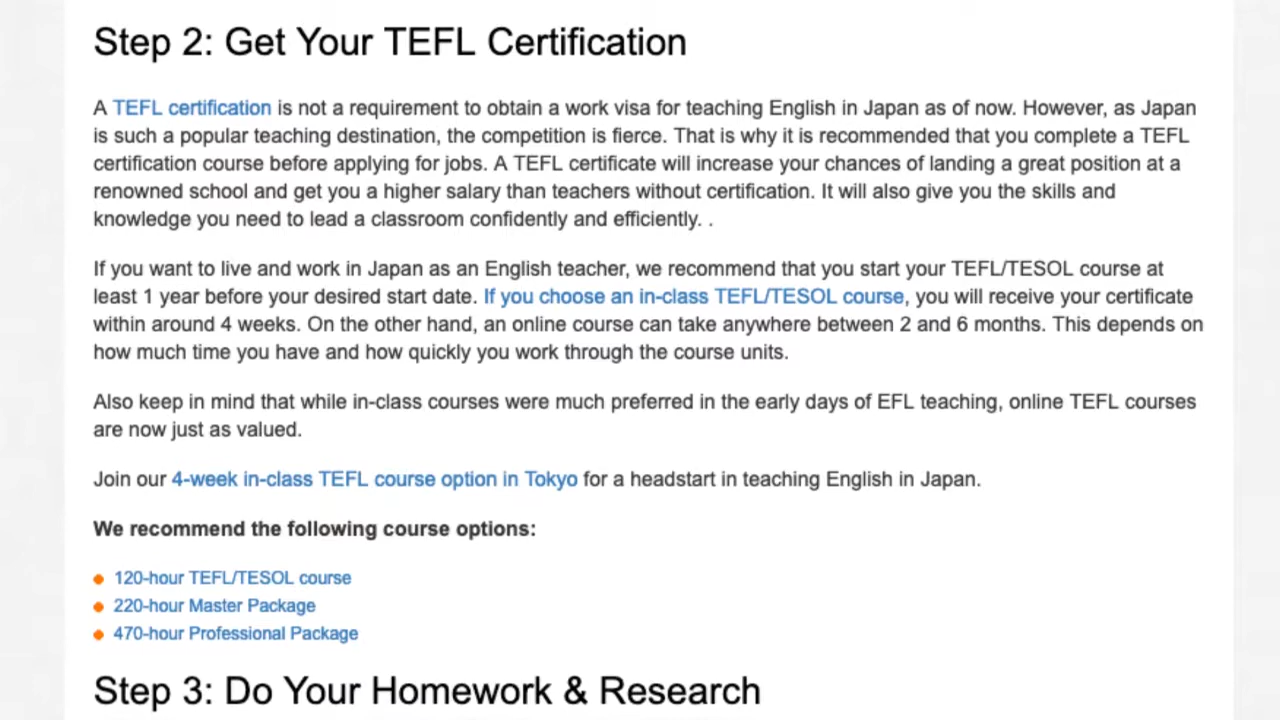 Step 2: Get Your TEFL Certification
A TEFL certification is not a requirement to obtain a work visa for teaching English in Japan as of now. However, as Japan
is such a popular teaching destination, the competition is fierce. That is why it is recommended that you complete a TEFL
certification course before applying for jobs. A TEFL certificate will increase your chances of landing a great position at a
renowned school and get you a higher salary than teachers without certification. It will also give you the skills and
knowledge you need to lead a classroom confidently and efficiently. .
If you want to live and work in Japan as an English teacher, we recommend that you start your TEFL/TESOL course at
least 1 year before your desired start date. If you choose an in-class TEFL/TESOL course, you will receive your certificate
within around 4 weeks. On the other hand, an online course can take anywhere between 2 and 6 months. This depends on
how much time you have and how quickly you work through the course units.
Also keep in mind that while in-class courses were much preferred in the early days of EFL teaching, online TEFL courses
are now just as valued.
Join our 4-week in-class TEFL course option in Tokyo for a headstart in teaching English in Japan.
We recommend the following course options:
120-hour TEFL/TESOL course
220-hour Master Package
470-hour Professional Package
Step 3: Do Your Homework & Research